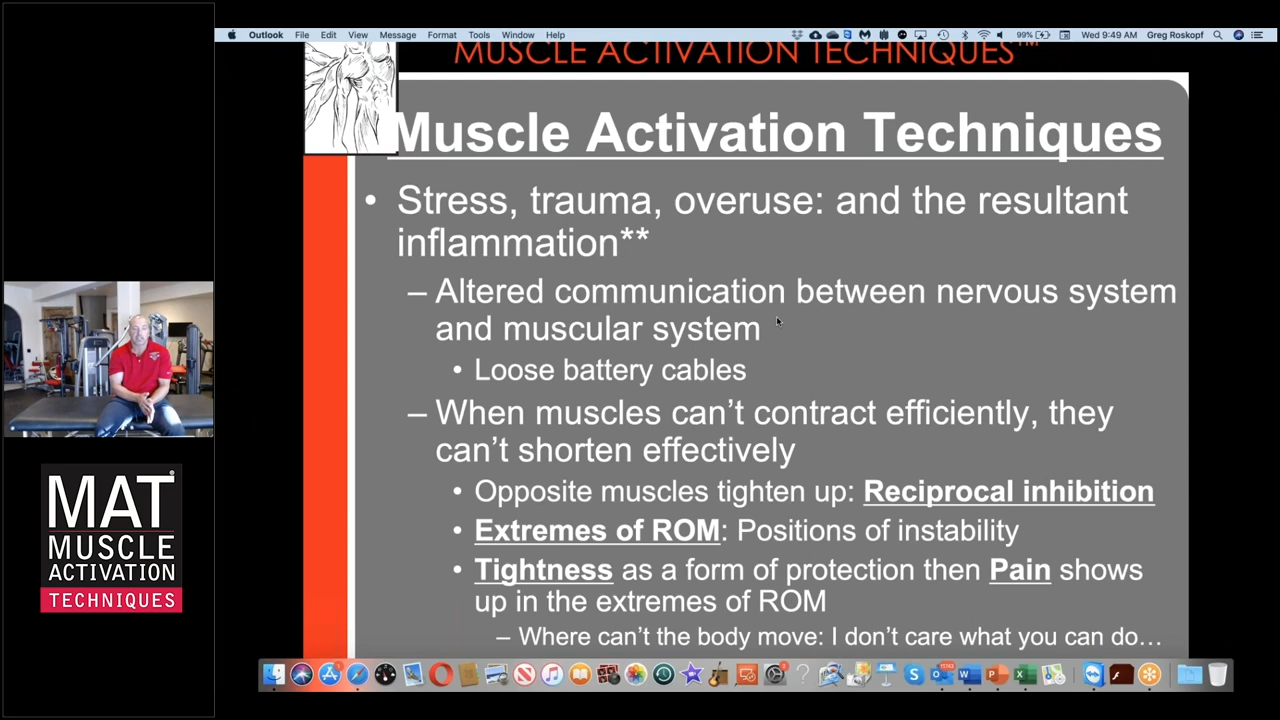 Outlook File Edit View Message Format Tools Window Help 99% Wed 9:49 AM Greg Roskopf
MUSCLE ACTIVATION TECHNIQUES™
Muscle Activation Techniques
• Stress, trauma, overuse: and the resultant
inflammation**
– Altered communication between nervous system
and muscular system
• Loose battery cables
– When muscles can't contract efficiently, they
can't shorten effectively
• Opposite muscles tighten up: Reciprocal inhibition
• Extremes of ROM: Positions of instability
• Tightness as a form of protection then Pain shows
up in the extremes of ROM
– Where can't the body move: I don't care what you can do…
MAT®
MUSCLE
ACTIVATION
TECHNIQUES